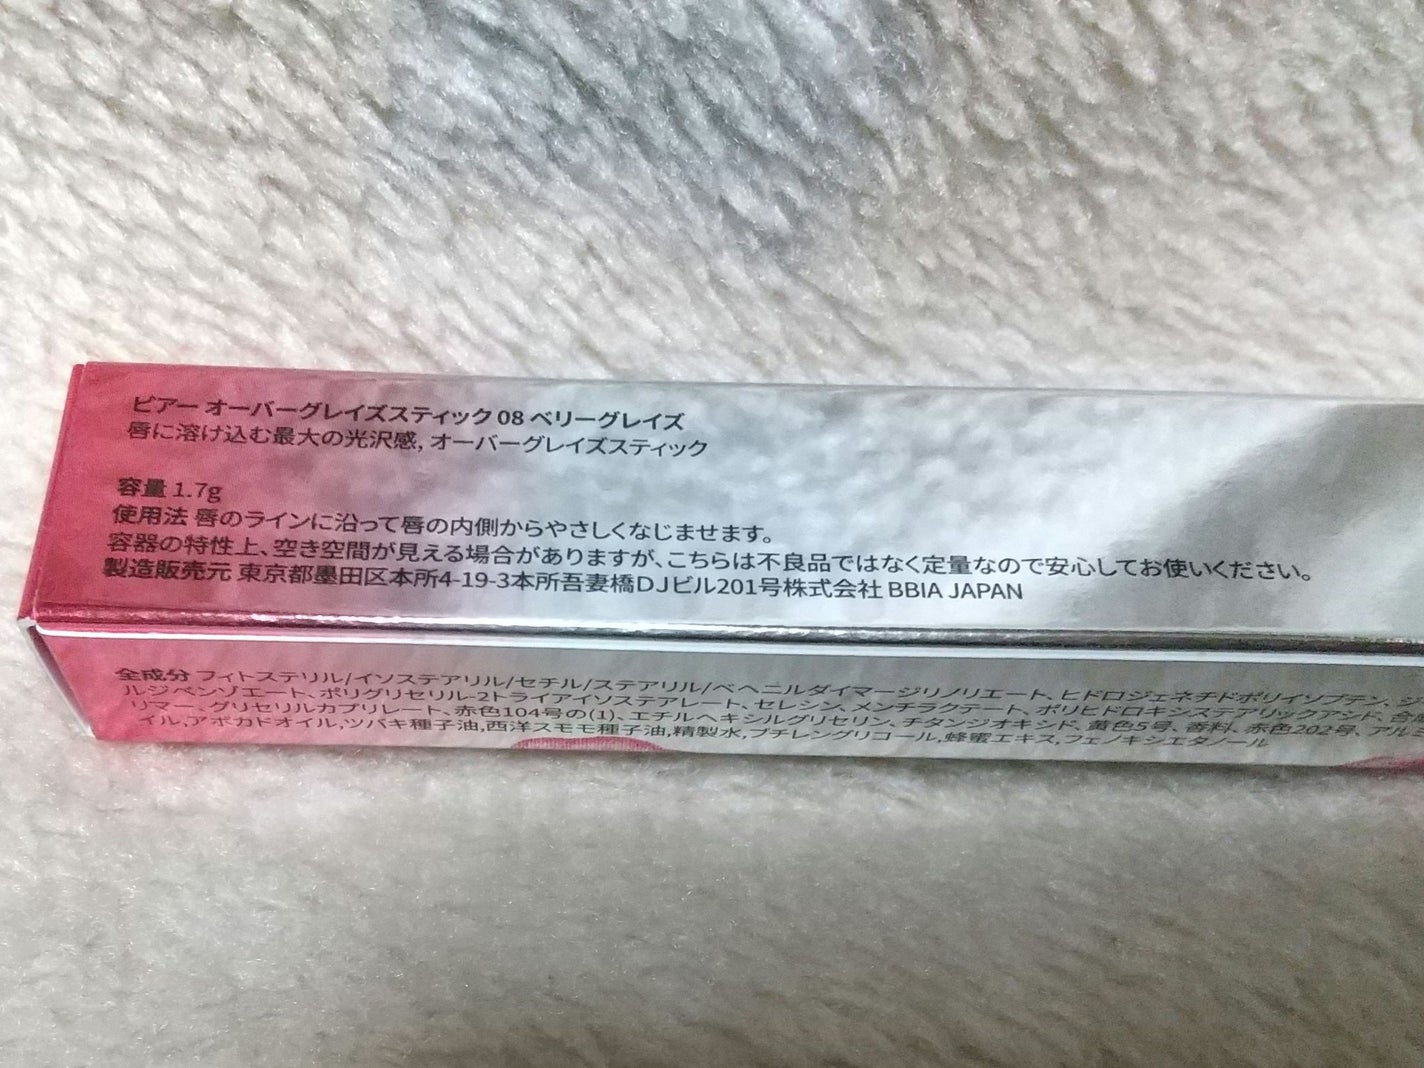 ピアー オーバーグレイズスティック 08 ベリーグレイズ
唇に溶け込む最大の光沢感, オーバーグレイズスティック
容量 1.7g
使用法 唇のラインに沿って唇の内側からやさしくなじませます。
容器の特性上、空き空間が見える場合がありますが、こちらは不良品ではなく定量なので安心してお使いください。
製造販売元 東京都墨田区本所4-19-3本所吾妻橋DJビル201号株式会社 BBIA JAPAN
全成分 フィトステリル/イソステアリル/セチル/ステアリル/ベヘニルダイマージリノリエート、ヒドロジェネチドポリイソブテン、ジ
ルジベンゾエート、ポリグリセリル-2トライアイソステアレート、セレシン、メンチラクテート、ポリヒドロキシステアリックアシド、合成
リマー、グリセリルカプリレート、赤色104号の(1)、エチルヘキシルグリセリン、チタンジオキシド、黄色5号、香料、赤色202号、アルミ
イル,アボカドオイル,ツバキ種子油,西洋スモモ種子油,精製水,ブチレングリコール,蜂蜜エキス,フェノキシエタノール